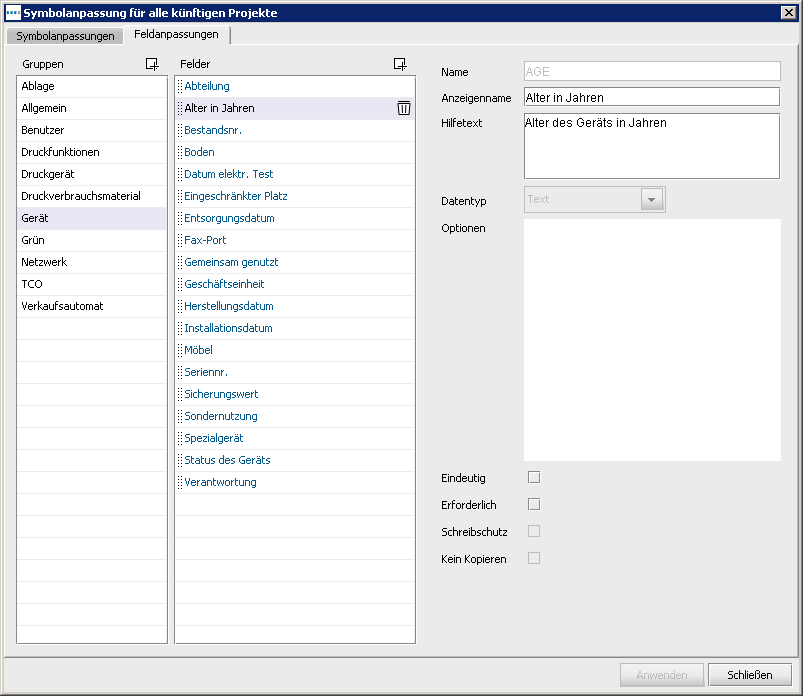 Symbolanpassung für alle künftigen Projekte
Symbolanpassungen
Feldanpassungen
Gruppen
Ablage
Allgemein
Benutzer
Druckfunktionen
Druckgerät
Druckverbrauchsmaterial
Gerät
Grün
Netzwerk
TCO
Verkaufsautomat
Felder
Abteilung
Alter in Jahren
Bestandsnr.
Boden
Datum elektr. Test
Eingeschränkter Platz
Entsorgungsdatum
Fax-Port
Gemeinsam genutzt
Geschäftseinheit
Herstellungsdatum
Installationsdatum
Möbel
Seriennr.
Sicherungswert
Sondernutzung
Spezialgerät
Status des Geräts
Verantwortung
Name AGE
Anzeigenname Alter in Jahren
Hilfetext Alter des Geräts in Jahren
Datentyp Text
Optionen
Eindeutig
Erforderlich
Schreibschutz
Kein Kopieren
Anwenden
Schließen